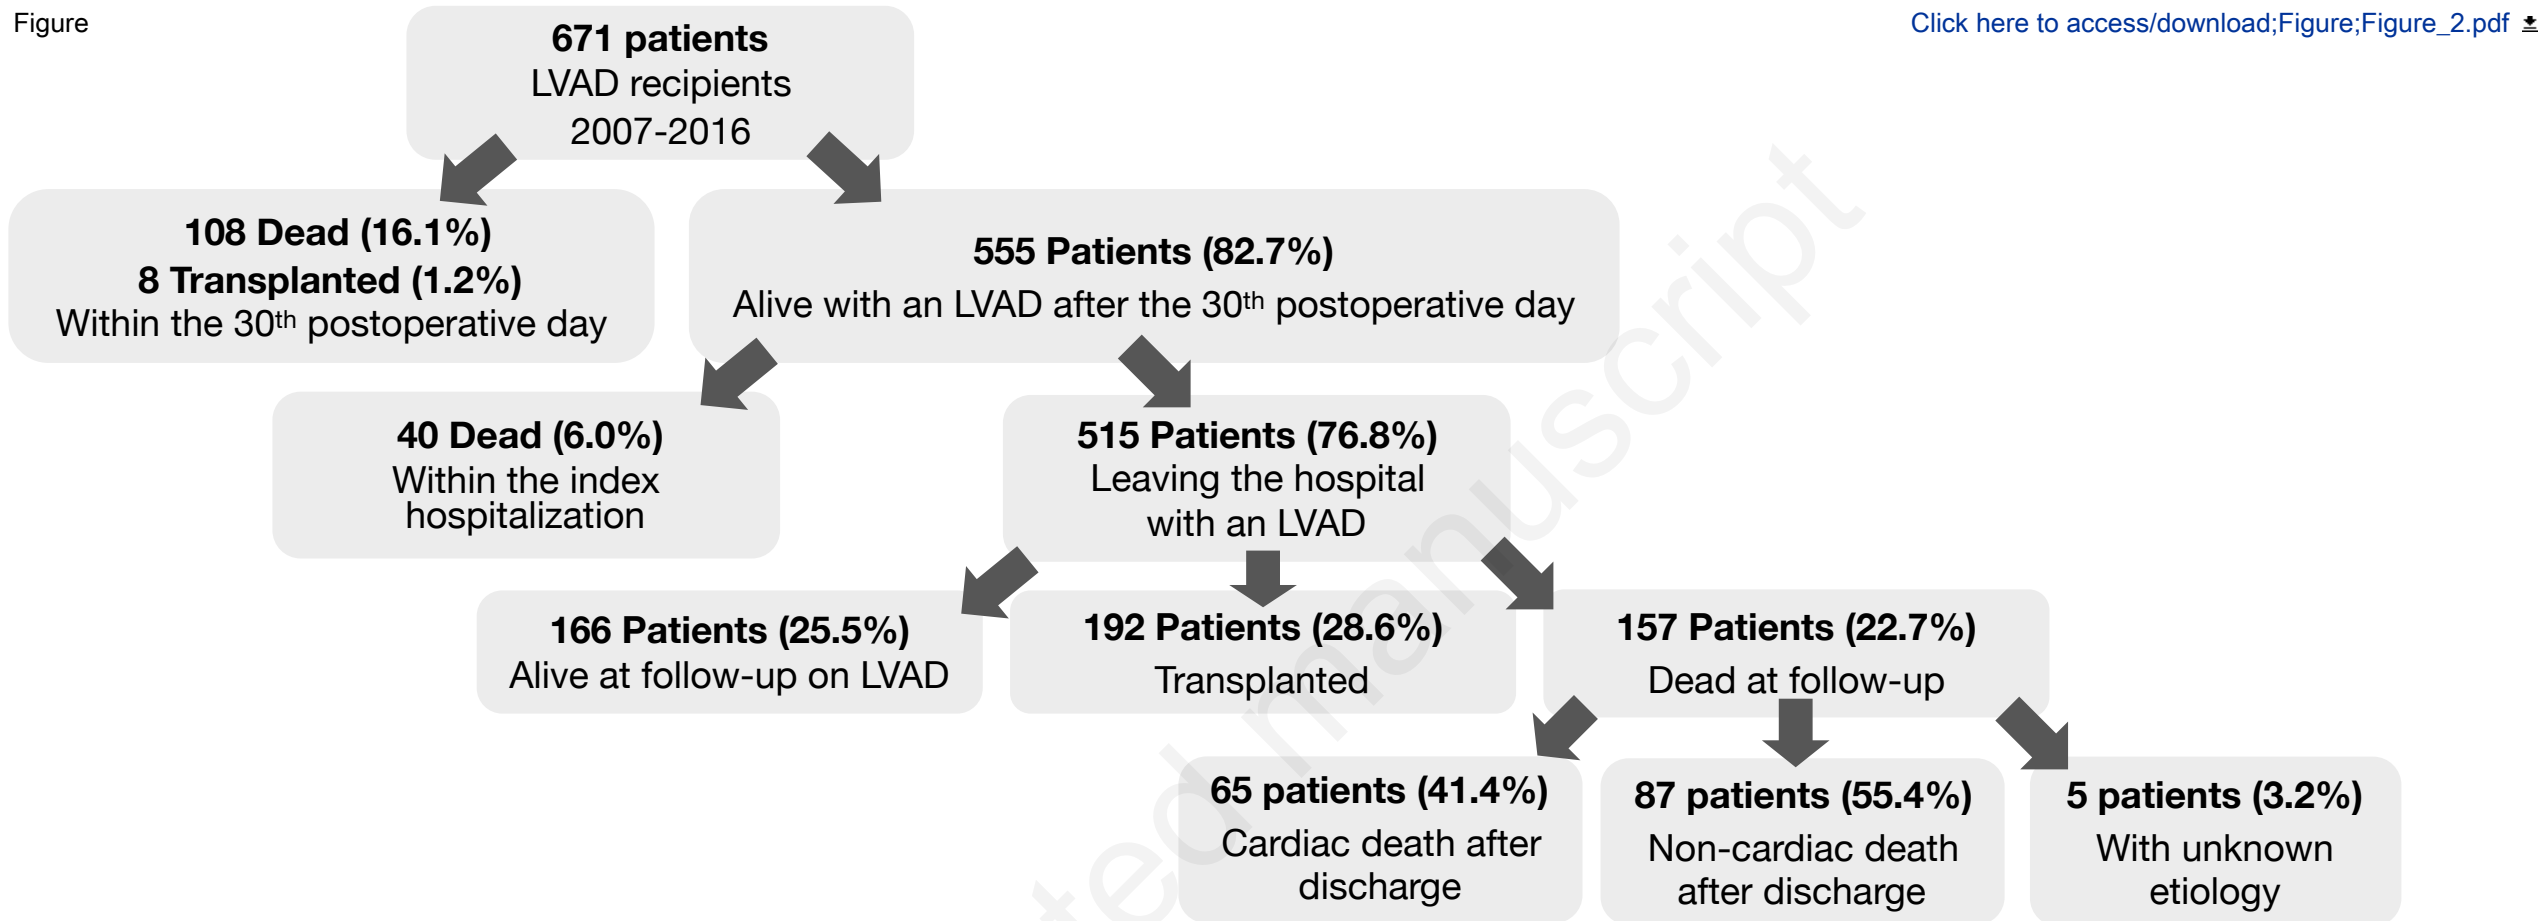 Figure
Click here to access/download;Figure;Figure_2.pdf
671 patients
LVAD recipients
2007-2016
108 Dead (16.1%)
8 Transplanted (1.2%)
Within the 30th postoperative day
555 Patients (82.7%)
Alive with an LVAD after the 30th postoperative day
40 Dead (6.0%)
Within the index
hospitalization
515 Patients (76.8%)
Leaving the hospital
with an LVAD
166 Patients (25.5%)
Alive at follow-up on LVAD
192 Patients (28.6%)
Transplanted
157 Patients (22.7%)
Dead at follow-up
65 patients (41.4%)
Cardiac death after
discharge
87 patients (55.4%)
Non-cardiac death
after discharge
5 patients (3.2%)
With unknown
etiology
manuscript